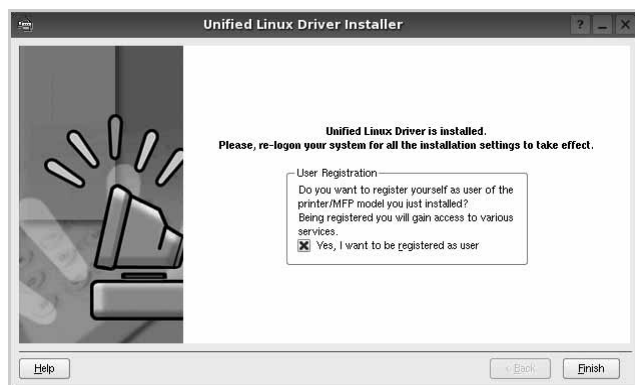 Unified Linux Driver Installer
Unified Linux Driver is installed.
Please, re-logon your system for all the installation settings to take effect.
User Registration
Do you want to register yourself as user of the
printer/MFP model you just installed?
Being registered you will gain access to various
services.
Yes, I want to be registered as user
Help
< Back
Finish